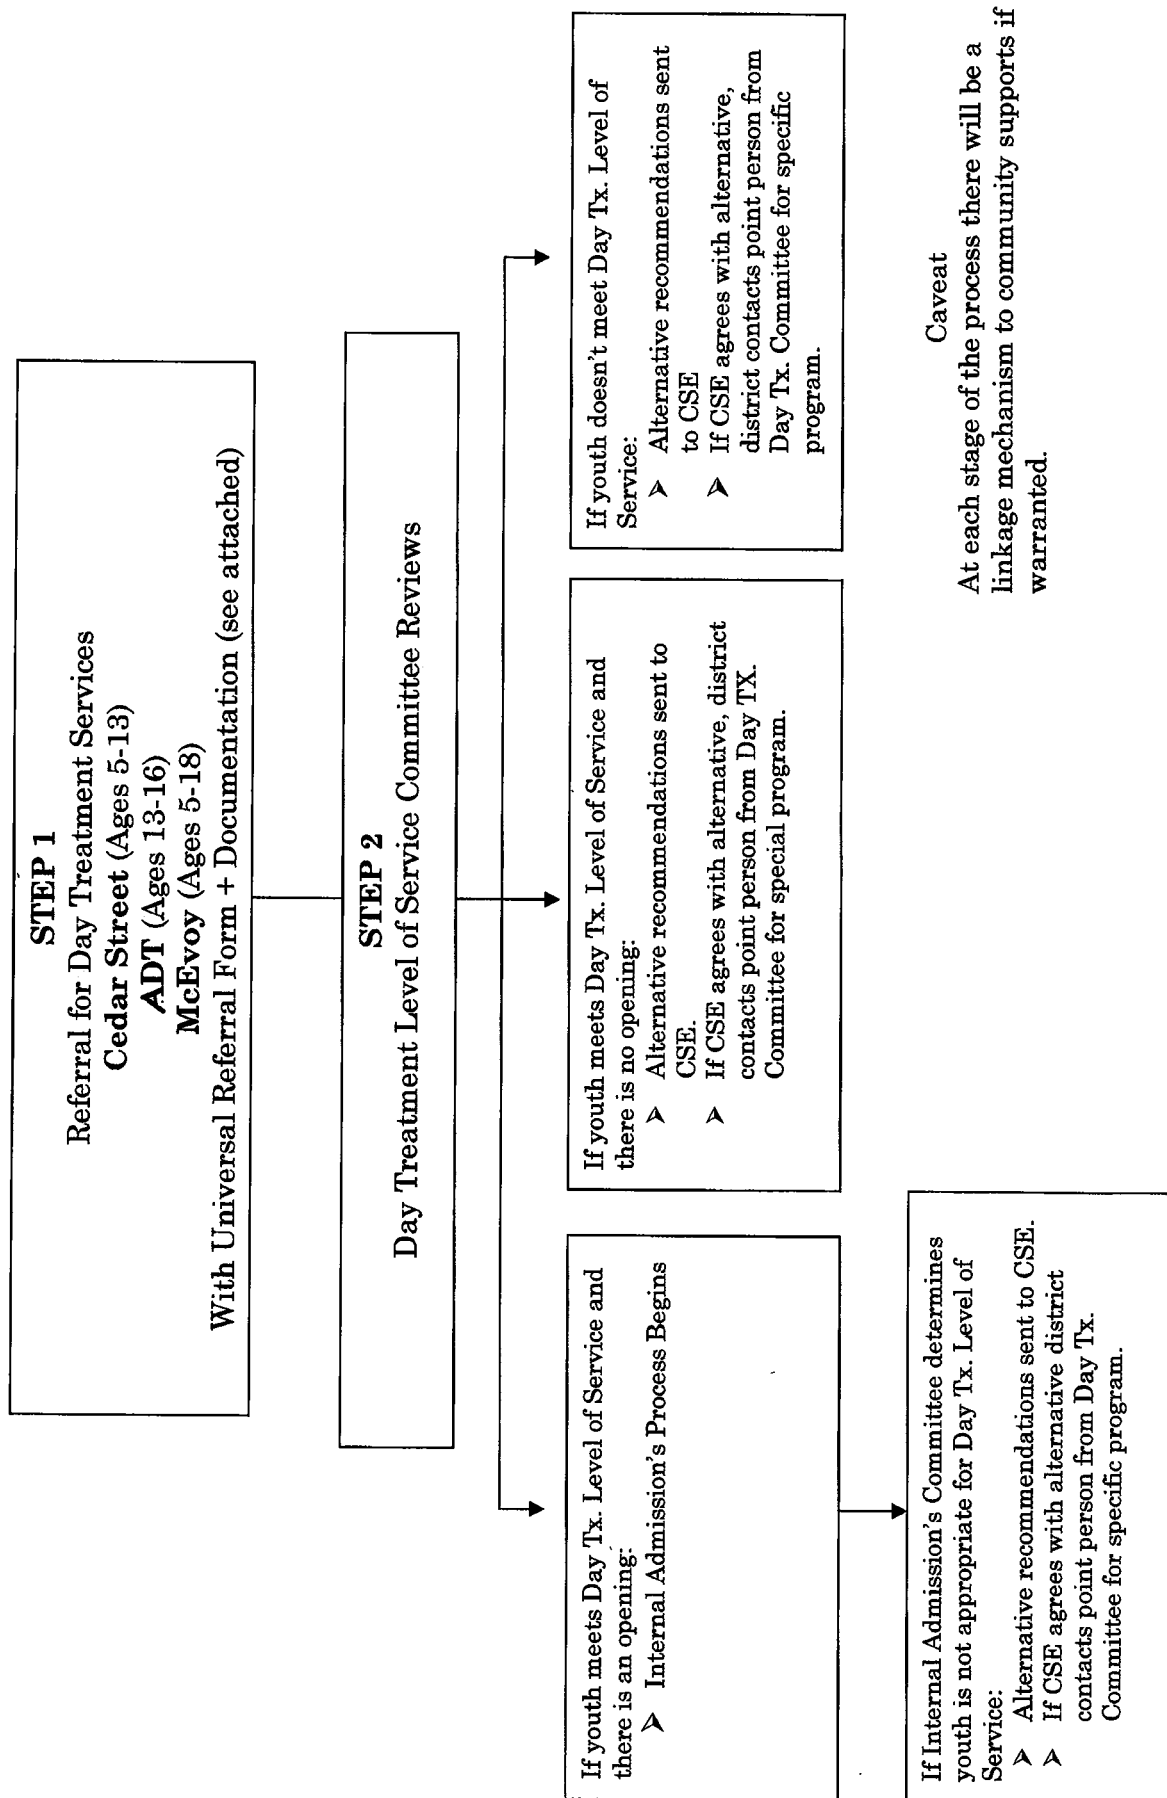 STEP 1
Referral for Day Treatment Services
Cedar Street (Ages 5-13)
ADT (Ages 13-16)
McEvoy (Ages 5-18)
With Universal Referral Form + Documentation (see attached)
STEP 2
Day Treatment Level of Service Committee Reviews
If youth meets Day Tx. Level of Service and
there is an opening:
➢ Internal Admission's Process Begins
If youth meets Day Tx. Level of Service and
there is no opening:
➢ Alternative recommendations sent to
CSE.
➢ If CSE agrees with alternative, district
contacts point person from Day TX.
Committee for special program.
If youth doesn't meet Day Tx. Level of
Service:
➢ Alternative recommendations sent
to CSE
➢ If CSE agrees with alternative,
district contacts point person from
Day Tx. Committee for specific
program.
If Internal Admission's Committee determines
youth is not appropriate for Day Tx. Level of
Service:
➢ Alternative recommendations sent to CSE.
➢ If CSE agrees with alternative district
contacts point person from Day Tx.
Committee for specific program.
Caveat
At each stage of the process there will be a
linkage mechanism to community supports if
warranted.